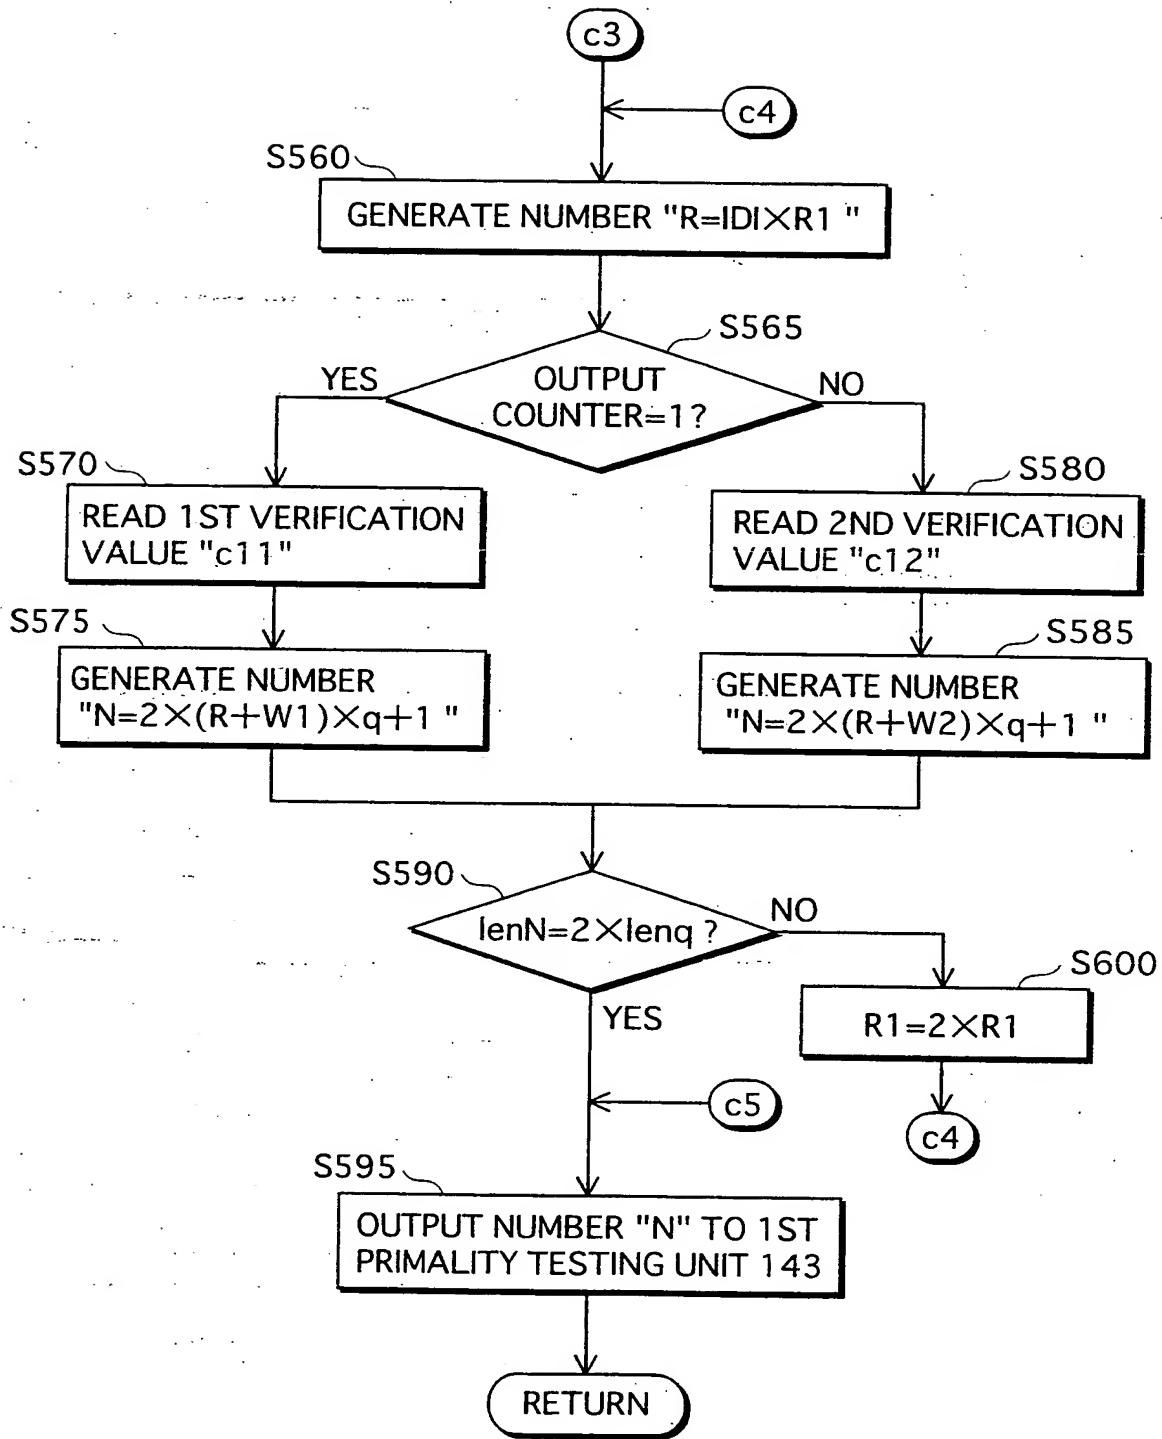 c3
c4
S560
GENERATE NUMBER "R=IDI×R1 "
S565
OUTPUT
COUNTER=1?
YES
NO
S570
READ 1ST VERIFICATION
VALUE "c11"
S580
READ 2ND VERIFICATION
VALUE "c12"
S575
GENERATE NUMBER
"N=2×(R+W1)×q+1 "
S585
GENERATE NUMBER
"N=2×(R+W2)×q+1 "
S590
lenN=2×lenq ?
NO
YES
S600
R1=2×R1
c4
c5
S595
OUTPUT NUMBER "N" TO 1ST
PRIMALITY TESTING UNIT 143
RETURN